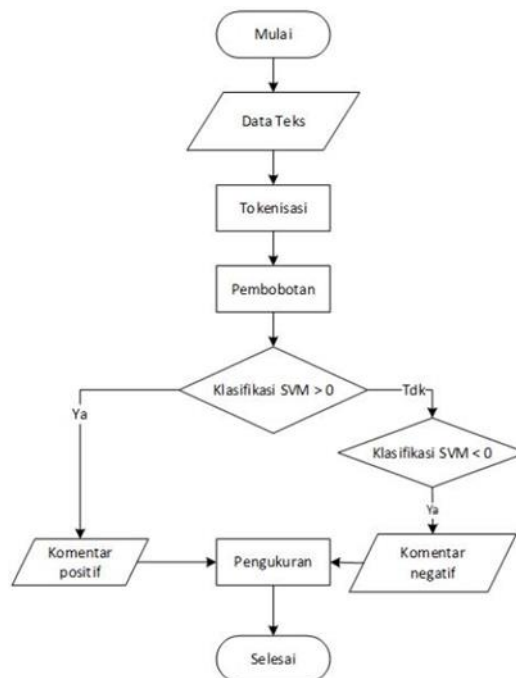 Mulai
Data Teks
Tokenisasi
Pembobotan
Klasifikasi SVM > 0
Ya
Tdk
Klasifikasi SVM < 0
Ya
Komentar
positif
Pengukuran
Komentar
negatif
Selesai